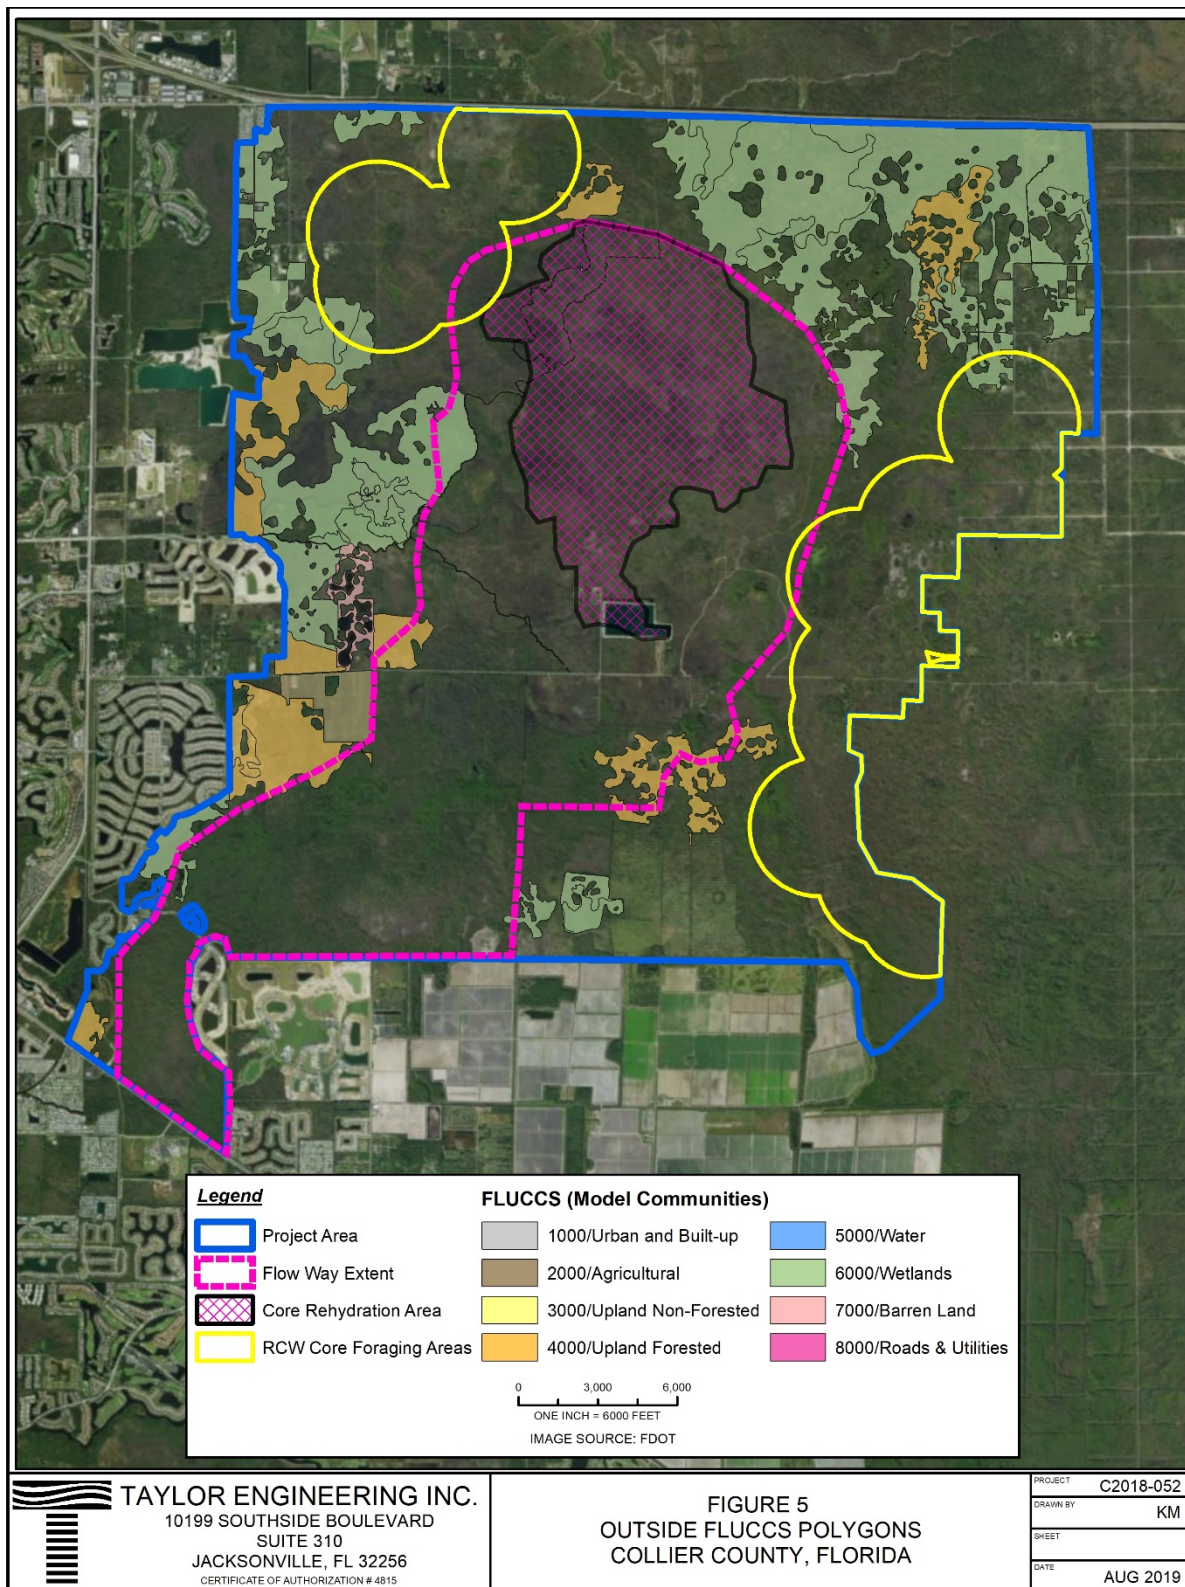 Legend
Project Area
Flow Way Extent
Core Rehydration Area
RCW Core Foraging Areas
FLUCCS (Model Communities)
1000/Urban and Built-up
2000/Agricultural
3000/Upland Non-Forested
4000/Upland Forested
5000/Water
6000/Wetlands
7000/Barren Land
8000/Roads & Utilities
0 3,000 6,000
ONE INCH = 6000 FEET
IMAGE SOURCE: FDOT
TAYLOR ENGINEERING INC.
10199 SOUTHSIDE BOULEVARD
SUITE 310
JACKSONVILLE, FL 32256
CERTIFICATE OF AUTHORIZATION # 4815
FIGURE 5
OUTSIDE FLUCCS POLYGONS
COLLIER COUNTY, FLORIDA
PROJECT C2018-052
DRAWN BY KM
SHEET
DATE AUG 2019